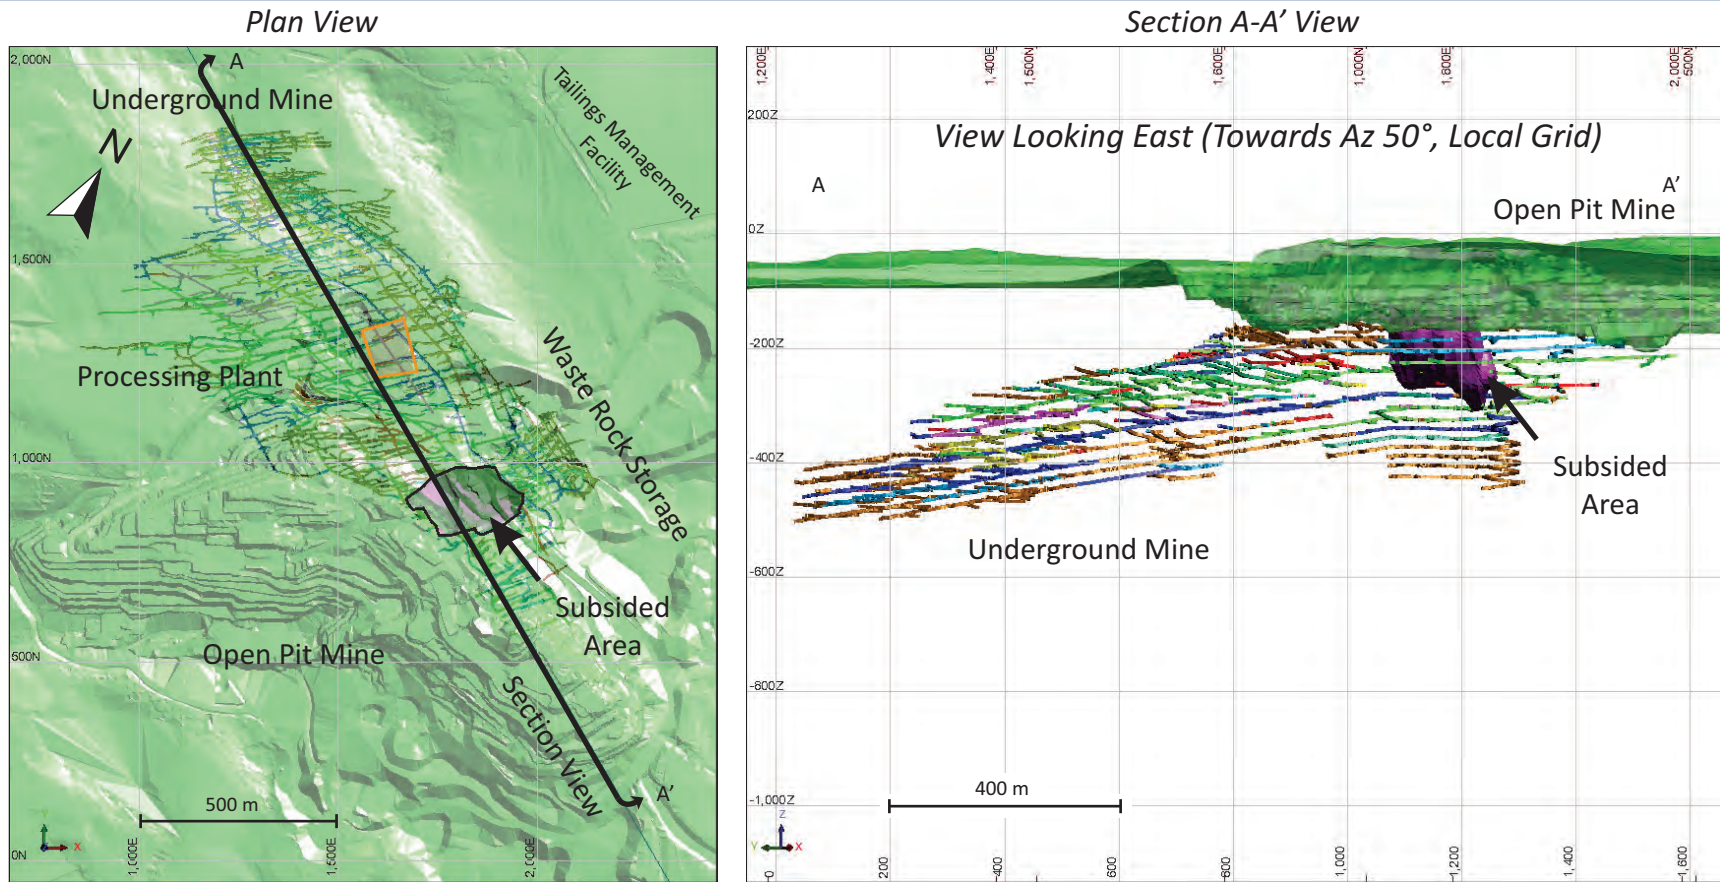 Plan View
Section A-A’ View
2,000N
A
Underground Mine
N
Tailings Management
Facility
1,500N
Processing Plant
Waste Rock Storage
1,000N
Subsided
Area
Open Pit Mine
500N
Section View
500 m
A'
Y
X
0N
1,000E
1,500E
2,000E
1,200E
1,400E
1,500N
1,600E
1,000N
1,800E
2,000E
500N
200Z
View Looking East (Towards Az 50°, Local Grid)
A
A’
Open Pit Mine
0Z
-200Z
-400Z
Subsided
Area
Underground Mine
-600Z
-800Z
400 m
-1,000Z
Z
Y
X
0
200
400
600
800
1,000
1,200
1,400
1,600